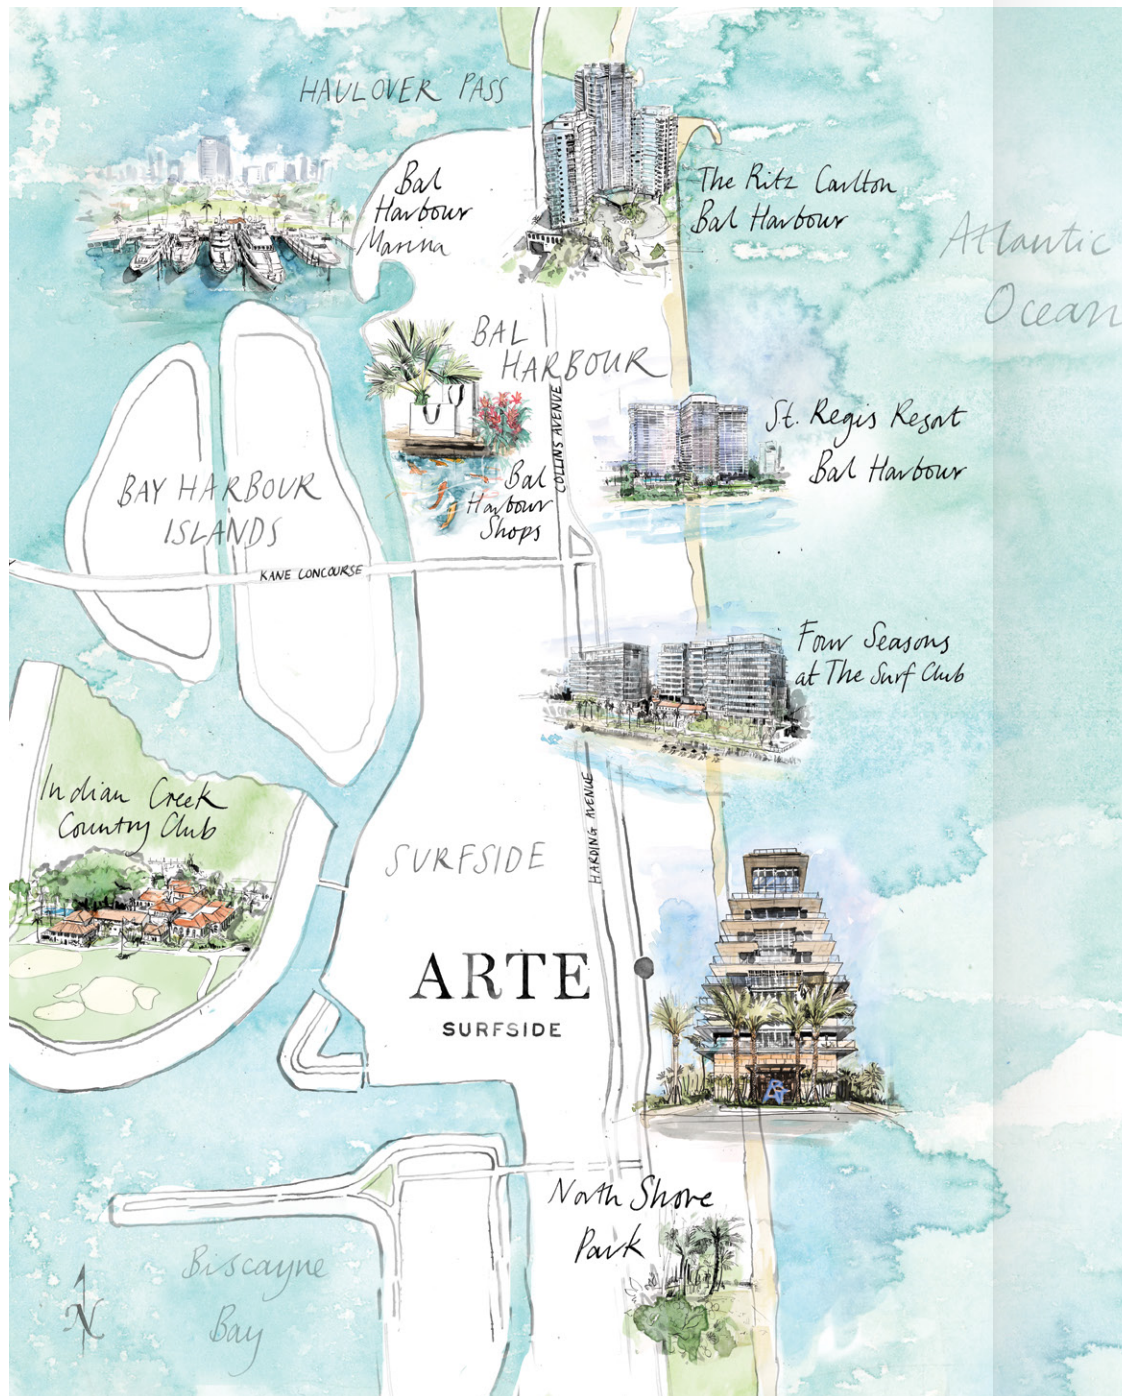 HAULOVER PASS
Bal
Harbour
Marina
The Ritz Carlton
Bal Harbour
Atlantic
Ocean
BAL
HARBOUR
COLLINS AVENUE
St. Regis Resort
Bal Harbour
Bal
Harbour
Shops
BAY HARBOUR
ISLANDS
KANE CONCOURSE
Four Seasons
at The Surf Club
Indian Creek
Country Club
HARDING AVENUE
SURFSIDE
ARTE
SURFSIDE
North Shore
Park
Biscayne
Bay
N